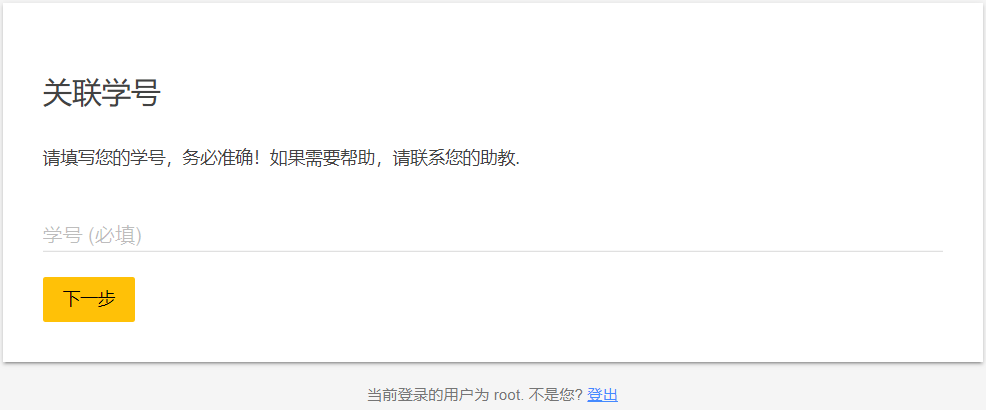 关联学号
请填写您的学号，务必准确！如果需要帮助，请联系您的助教.
学号 (必填)
下一步
当前登录的用户为 root. 不是您? 登出